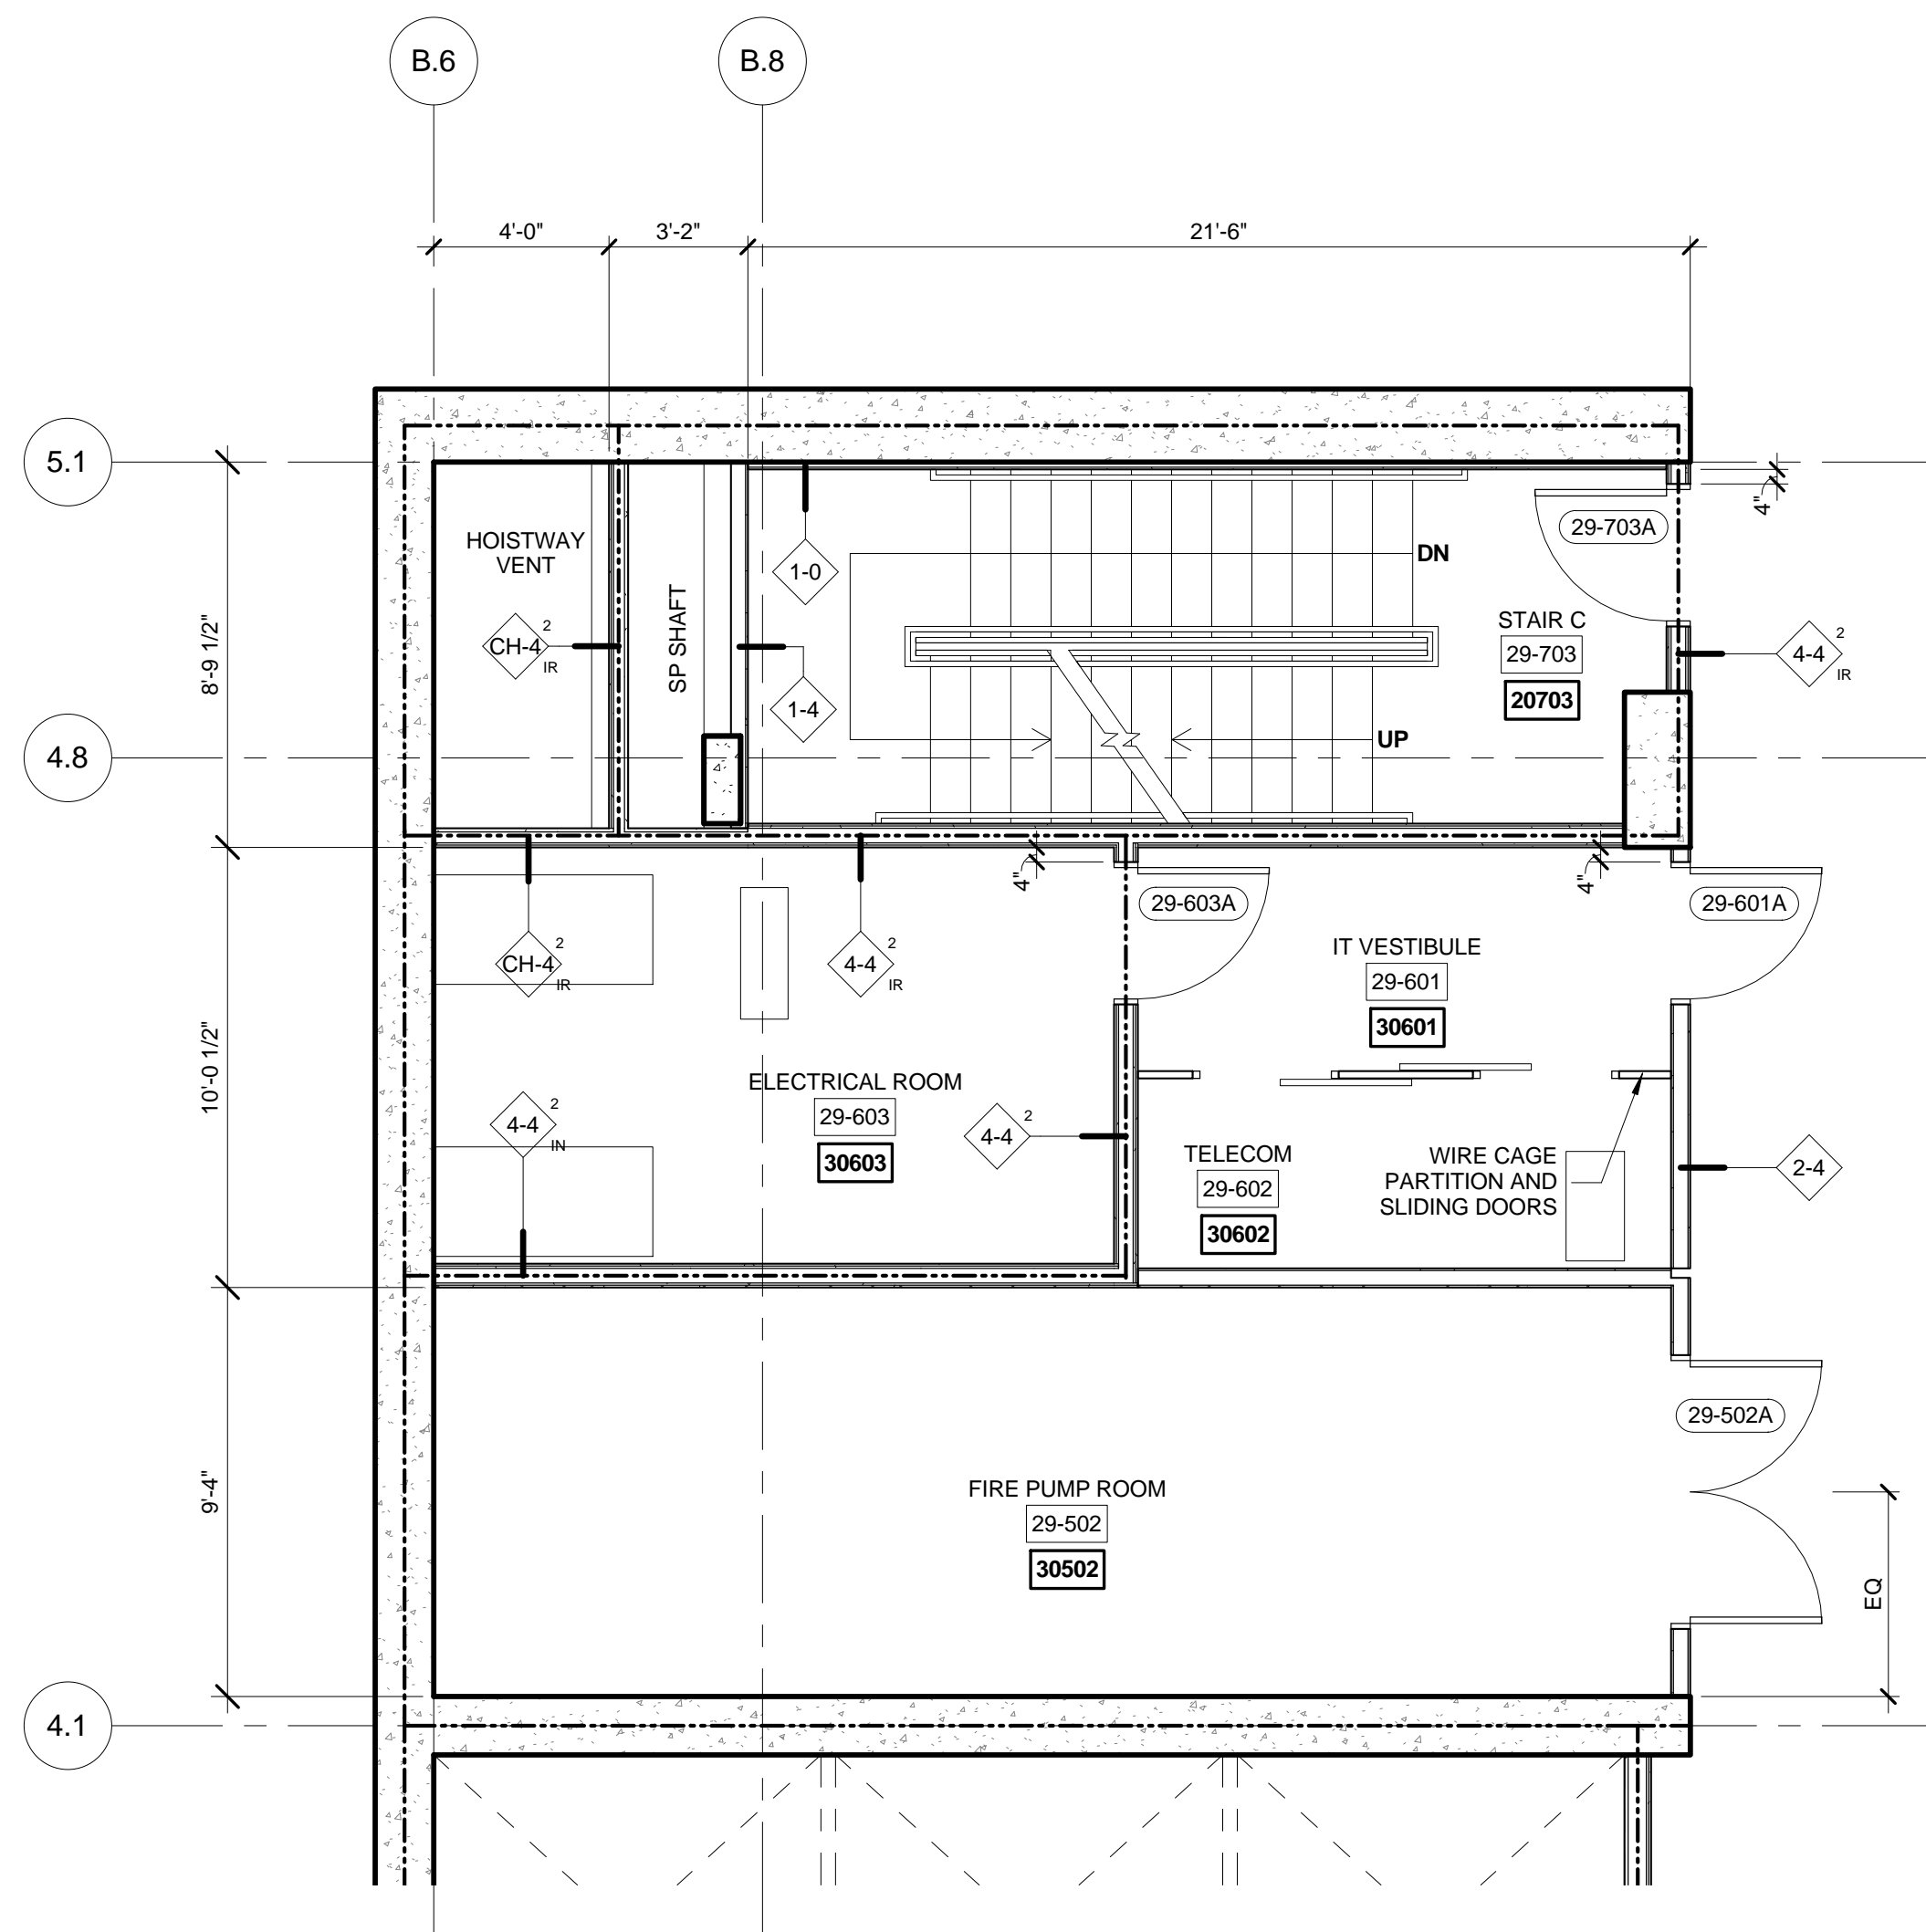 B.6
B.8
4'-0"
3'-2"
21'-6"
5.1
4"
29-703A
HOISTWAY
VENT
DN
1-0
SP SHAFT
STAIR C
29-703
20703
2
CH-4
IR
2
4-4
IR
8'-9 1/2"
1-4
UP
4.8
4"
4"
29-603A
29-601A
2
CH-4
IR
2
4-4
IR
IT VESTIBULE
29-601
30601
10'-0 1/2"
ELECTRICAL ROOM
29-603
30603
2
4-4
IN
2
4-4
TELECOM
29-602
30602
WIRE CAGE
PARTITION AND
SLIDING DOORS
2-4
29-502A
9'-4"
FIRE PUMP ROOM
29-502
30502
EQ
4.1